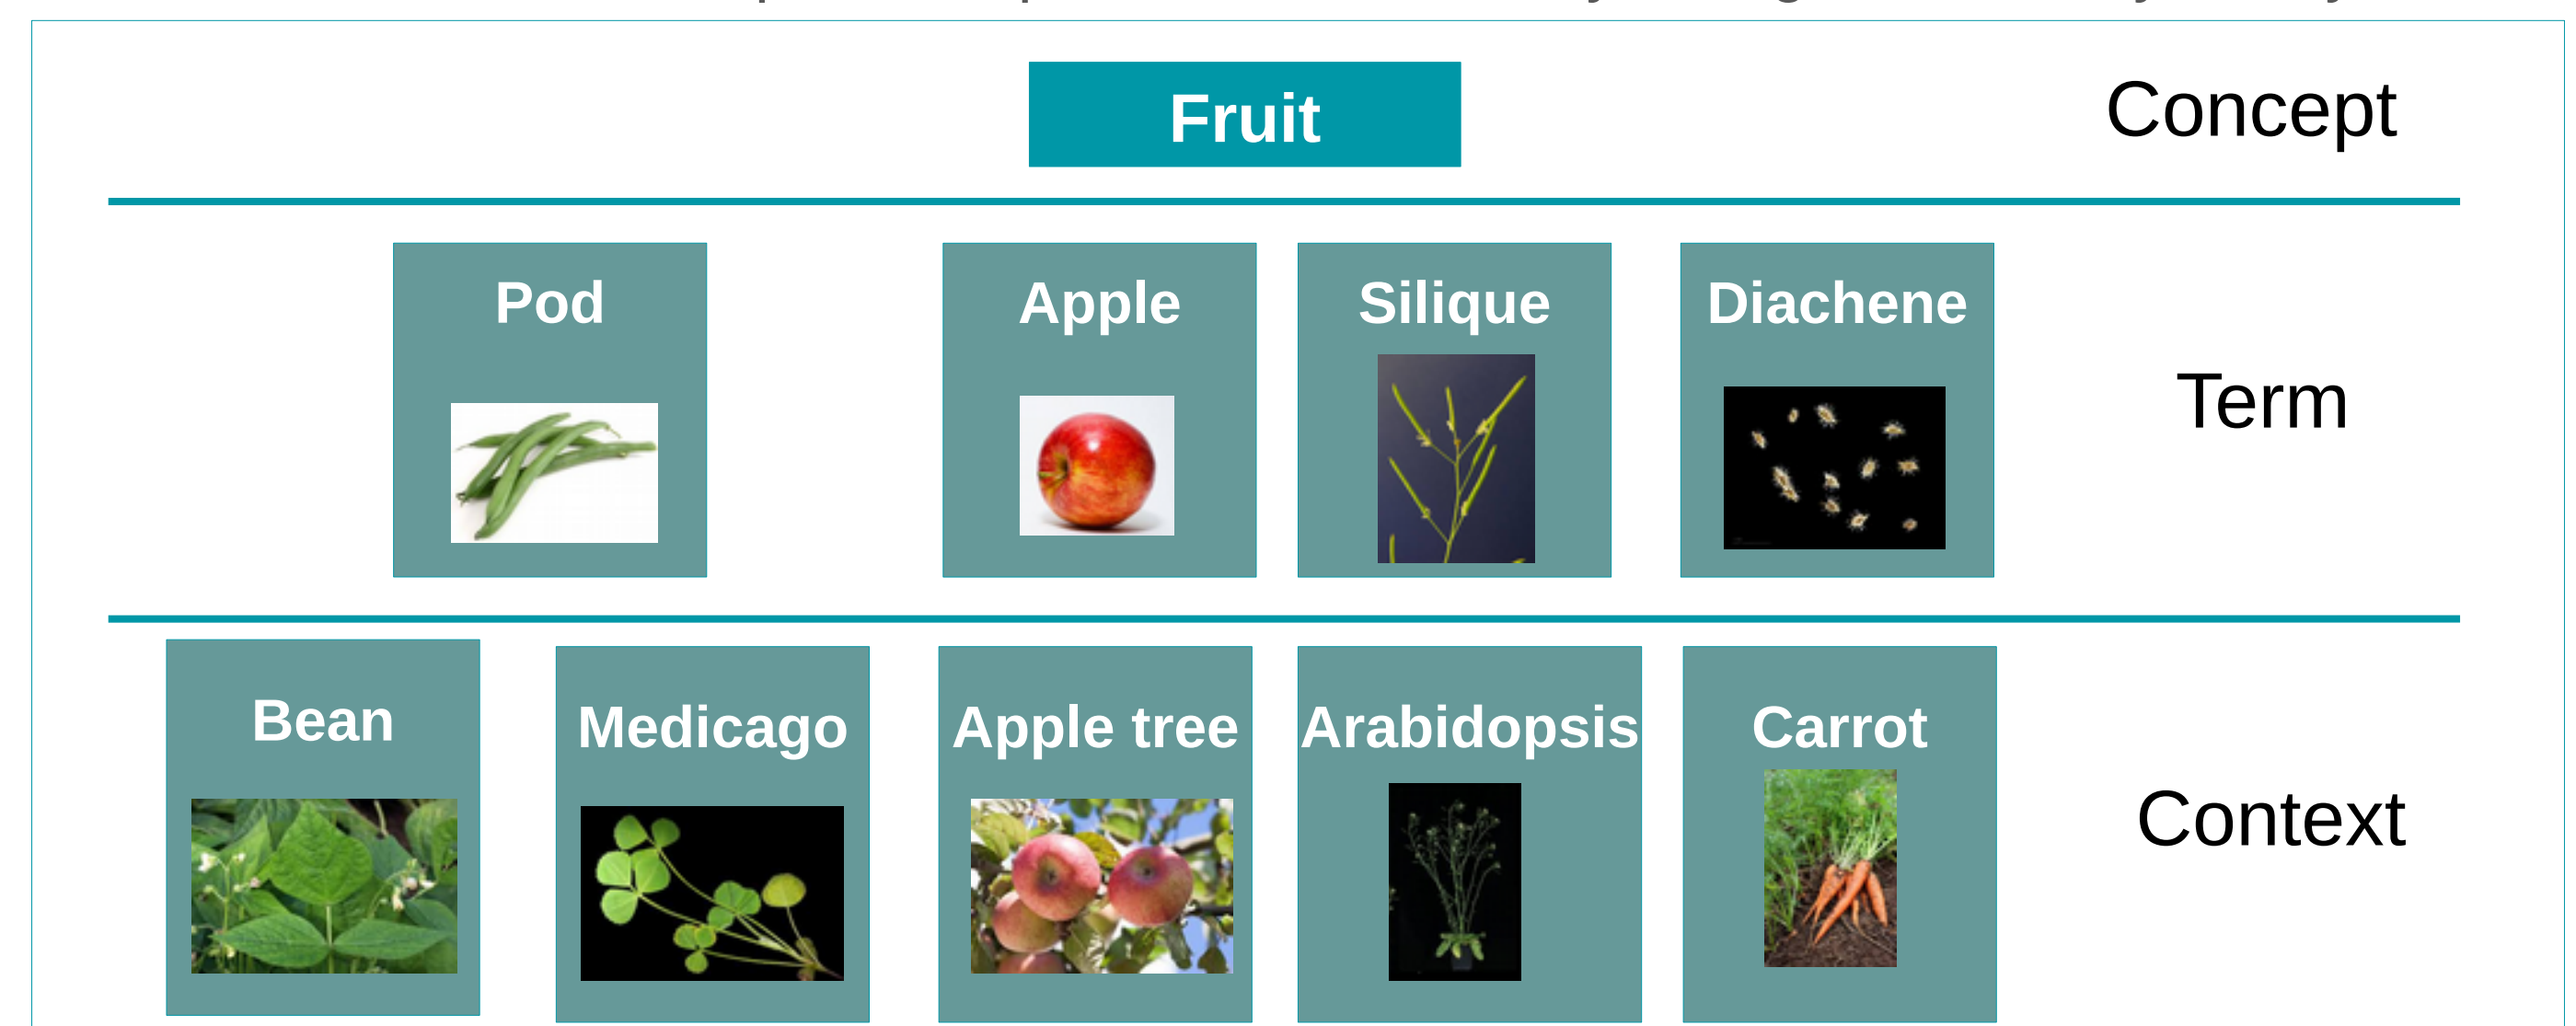 Fruit
Concept
Pod
Apple
Silique
Diachene
Term
Bean
Medicago
Apple tree
Arabidopsis
Carrot
Context